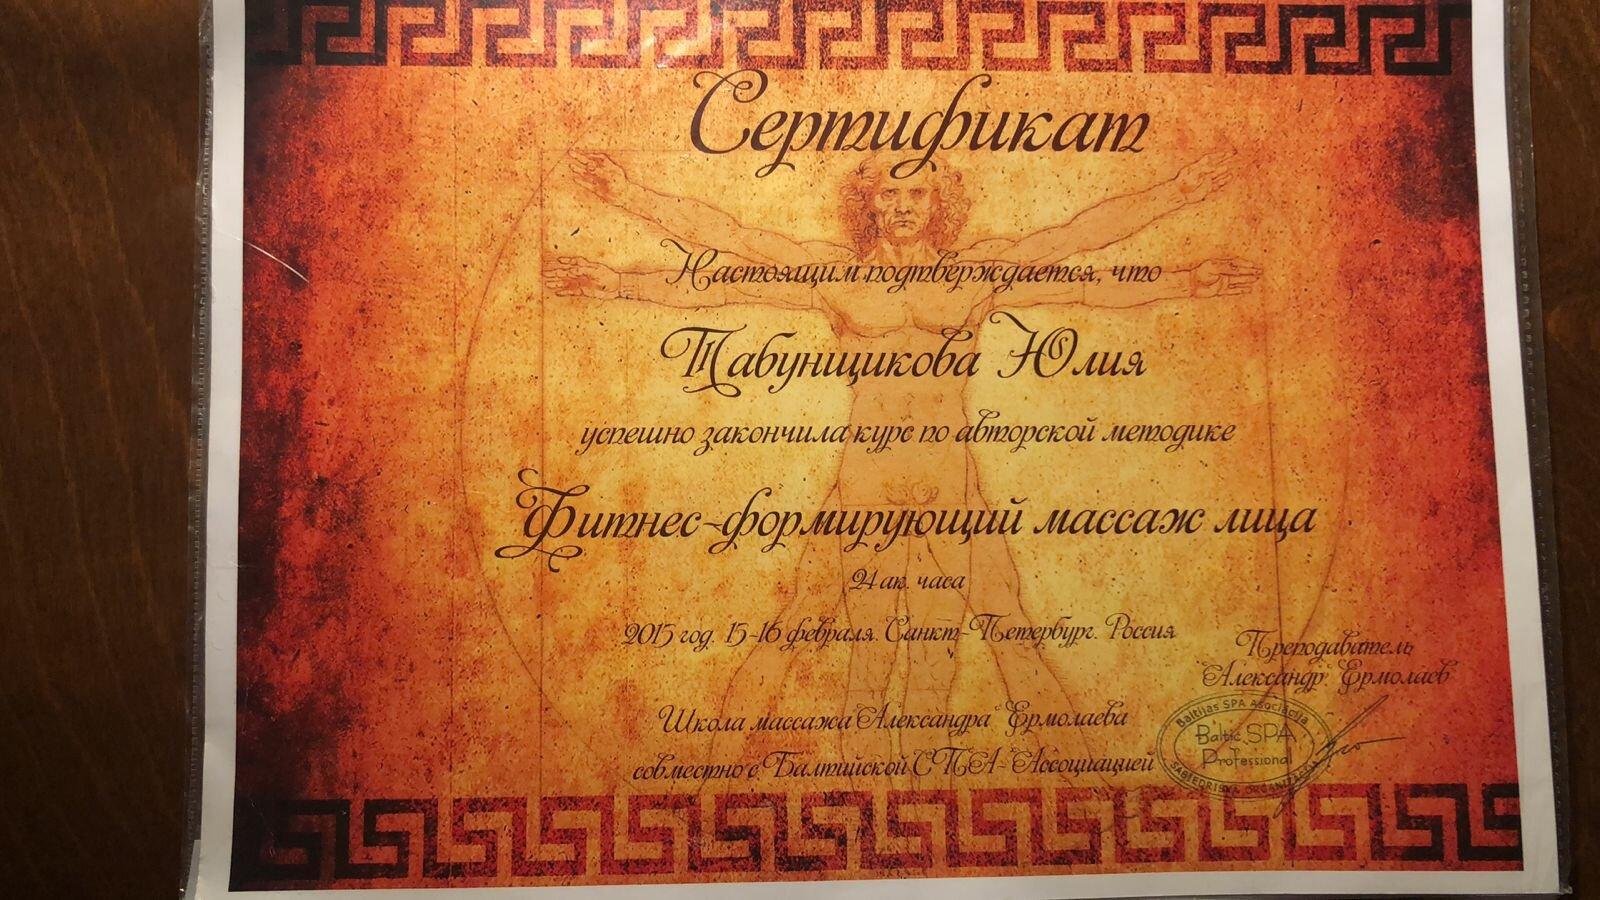 Сертификат
Настоящим подтверждается, что
Табунщикова Юлия
успешно закончила курс по авторской методике
Фитнес-формирующий массаж лица
24 ак. часа
2015 год. 15-16 февраля. Санкт-Петербург. Россия
Преподаватель
Александр Ермолаев
Школа массажа Александра Ермолаева
совместно с Балтийской СПА-Ассоциацией
Baltijas SPA Asociācija
Baltic SPA
Professional